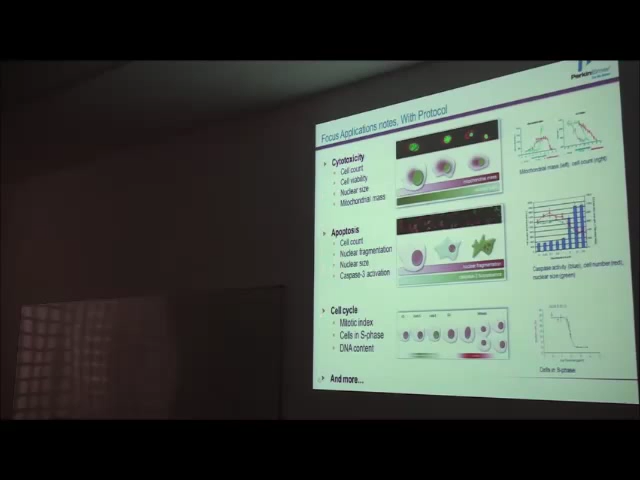 PerkinElmer
Focus Applications notes, With Protocol
Cytotoxicity
Cell count
Cell viability
Nuclear size
Mitochondrial mass
Mitochondrial mass
Mitochondrial mass (left), cell count (right)
Apoptosis
Cell count
Nuclear fragmentation
Nuclear size
Caspase-3 activation
Nuclear fragmentation
Caspase activity (blue), cell number (red),
nuclear size (green)
Cell cycle
Mitotic index
Cells in S-phase
DNA content
Cells in S-phase
And more...